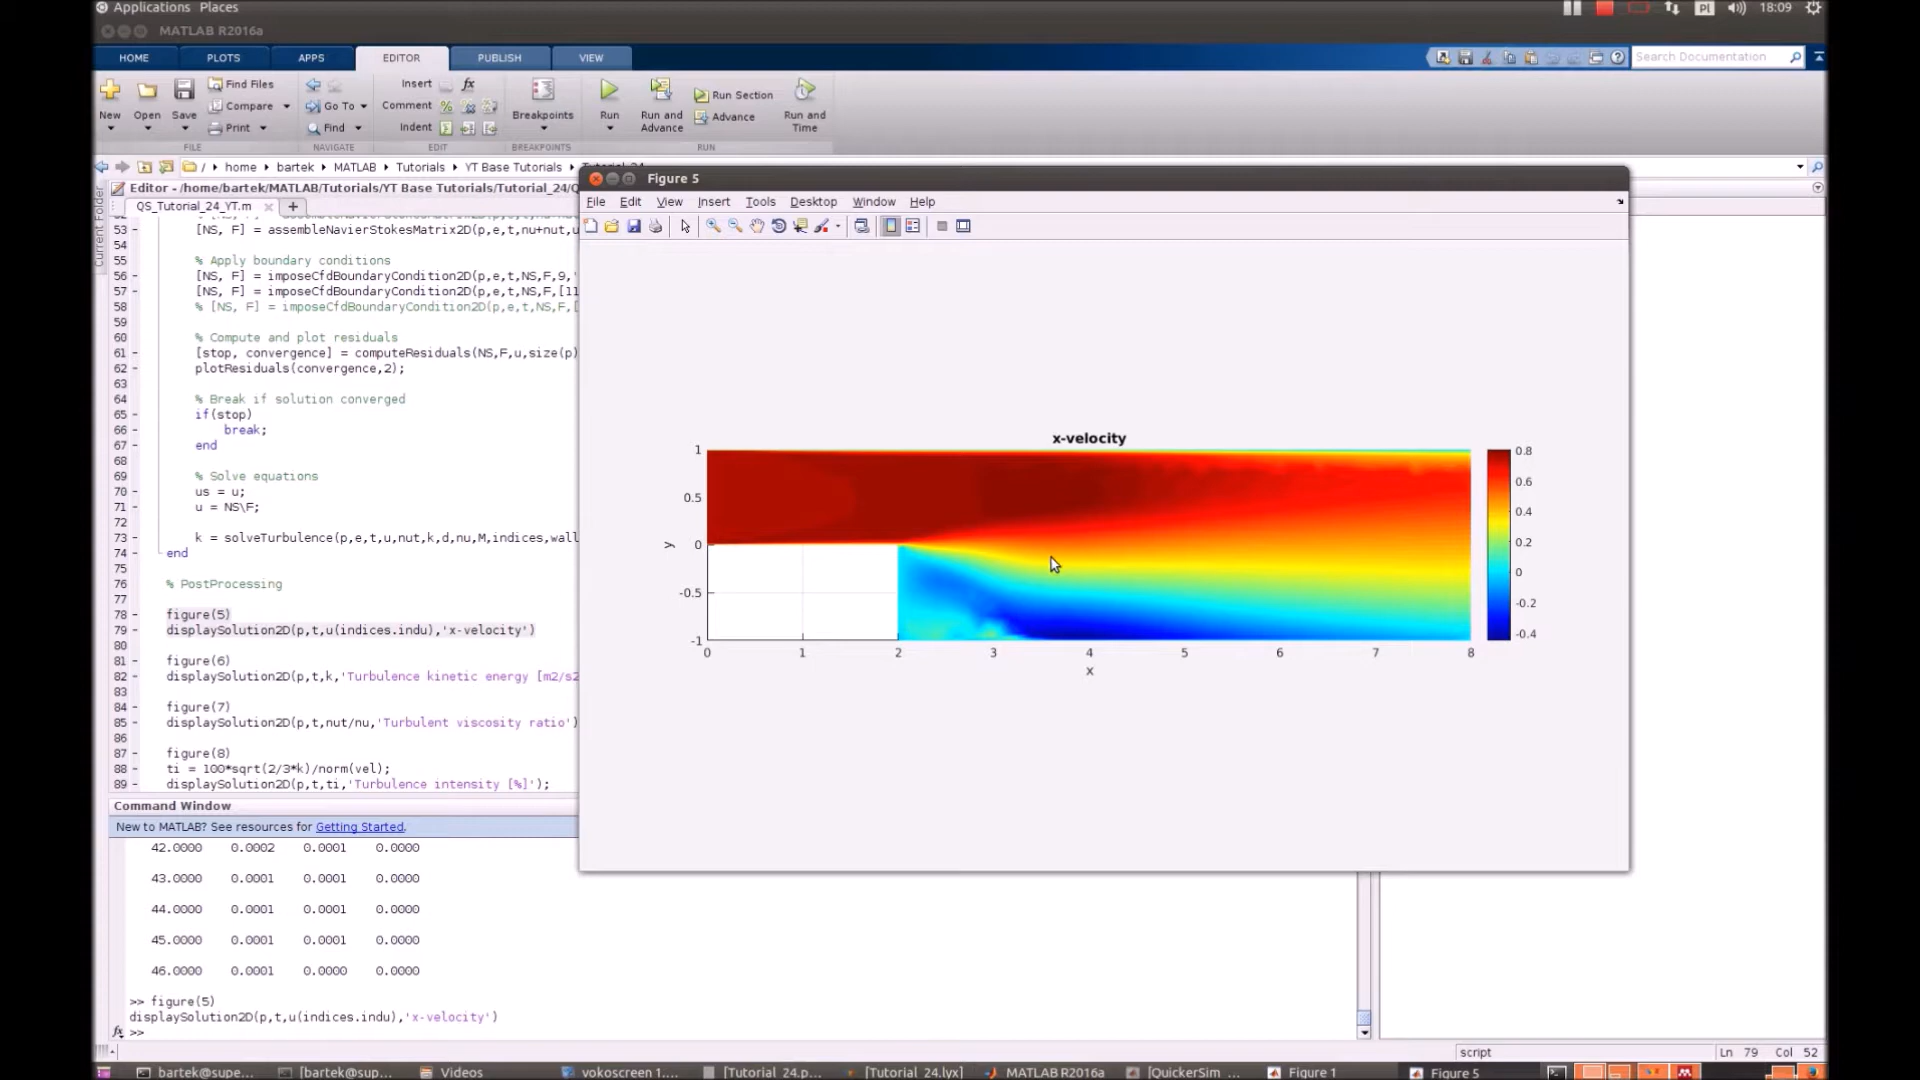 Applications Places
Pl 18:09
MATLAB R2016a
HOME PLOTS APPS EDITOR PUBLISH VIEW
Search Documentation
New Open Save Find Files Compare Print
Go To Find
Insert fx
Comment
Indent
Breakpoints
Run
Run and Advance
Run Section
Advance
Run and Time
FILE NAVIGATE EDIT BREAKPOINTS RUN
/ home bartek MATLAB Tutorials YT Base Tutorials
Current Folder
Editor - /home/bartek/MATLAB/Tutorials/YT Base Tutorials/Tutorial_24/Q
QS_Tutorial_24_YT.m
53 [NS, F] = assembleNavierStokesMatrix2D(p,e,t,nu+nut,u
54
55 % Apply boundary conditions
56 [NS, F] = imposeCfdBoundaryCondition2D(p,e,t,NS,F,9,'
57 [NS, F] = imposeCfdBoundaryCondition2D(p,e,t,NS,F,[11
58 % [NS, F] = imposeCfdBoundaryCondition2D(p,e,t,NS,F,[
59
60 % Compute and plot residuals
61 [stop, convergence] = computeResiduals(NS,F,u,size(p)
62 plotResiduals(convergence,2);
63
64 % Break if solution converged
65 if(stop)
66 break;
67 end
68
69 % Solve equations
70 us = u;
71 u = NS\F;
72
73 k = solveTurbulence(p,e,t,u,nut,k,d,nu,M,indices,wall
74 end
75
76 % PostProcessing
77
78 figure(5)
79 displaySolution2D(p,t,u(indices.indu),'x-velocity')
80
81 figure(6)
82 displaySolution2D(p,t,k,'Turbulence kinetic energy [m2/s2
83
84 figure(7)
85 displaySolution2D(p,t,nut/nu,'Turbulent viscosity ratio')
86
87 figure(8)
88 ti = 100*sqrt(2/3*k)/norm(vel);
89 displaySolution2D(p,t,ti,'Turbulence intensity [%]');
Command Window
New to MATLAB? See resources for Getting Started.
42.0000 0.0002 0.0001 0.0000
43.0000 0.0001 0.0001 0.0000
44.0000 0.0001 0.0001 0.0000
45.0000 0.0001 0.0001 0.0000
46.0000 0.0001 0.0000 0.0000
>> figure(5)
displaySolution2D(p,t,u(indices.indu),'x-velocity')
fx >>
Figure 5
File Edit View Insert Tools Desktop Window Help
x-velocity
1
0.5
0
-0.5
-1
y
0 1 2 3 4 5 6 7 8
x
0.8
0.6
0.4
0.2
0
-0.2
-0.4
script Ln 79 Col 52
bartek@supe... [bartek@sup... Videos vokoscreen 1.... [Tutorial_24.p... [Tutorial_24.lyx] MATLAB R2016a [QuickerSim ... Figure 1 Figure 5